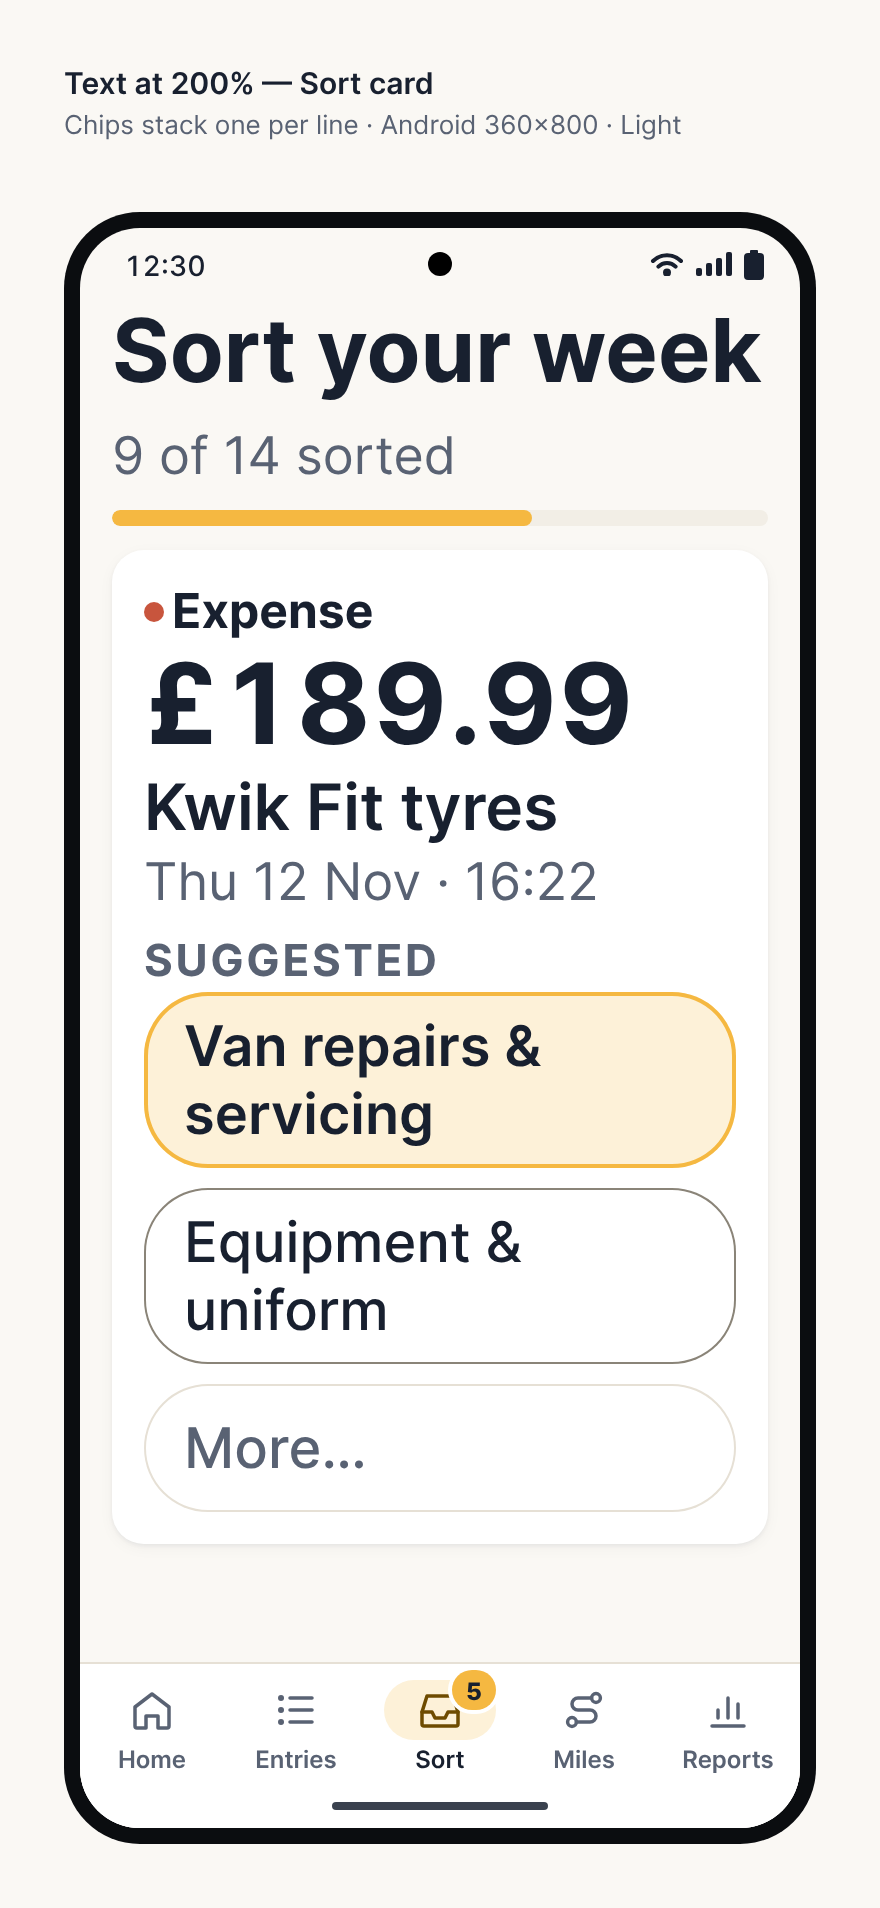 Text at 200% — Sort card
Chips stack one per line · Android 360×800 · Light
12:30
Sort your week
9 of 14 sorted
Expense
£189.99
Kwik Fit tyres
Thu 12 Nov · 16:22
SUGGESTED
Van repairs &
servicing
Equipment &
uniform
More...
5
Home
Entries
Sort
Miles
Reports